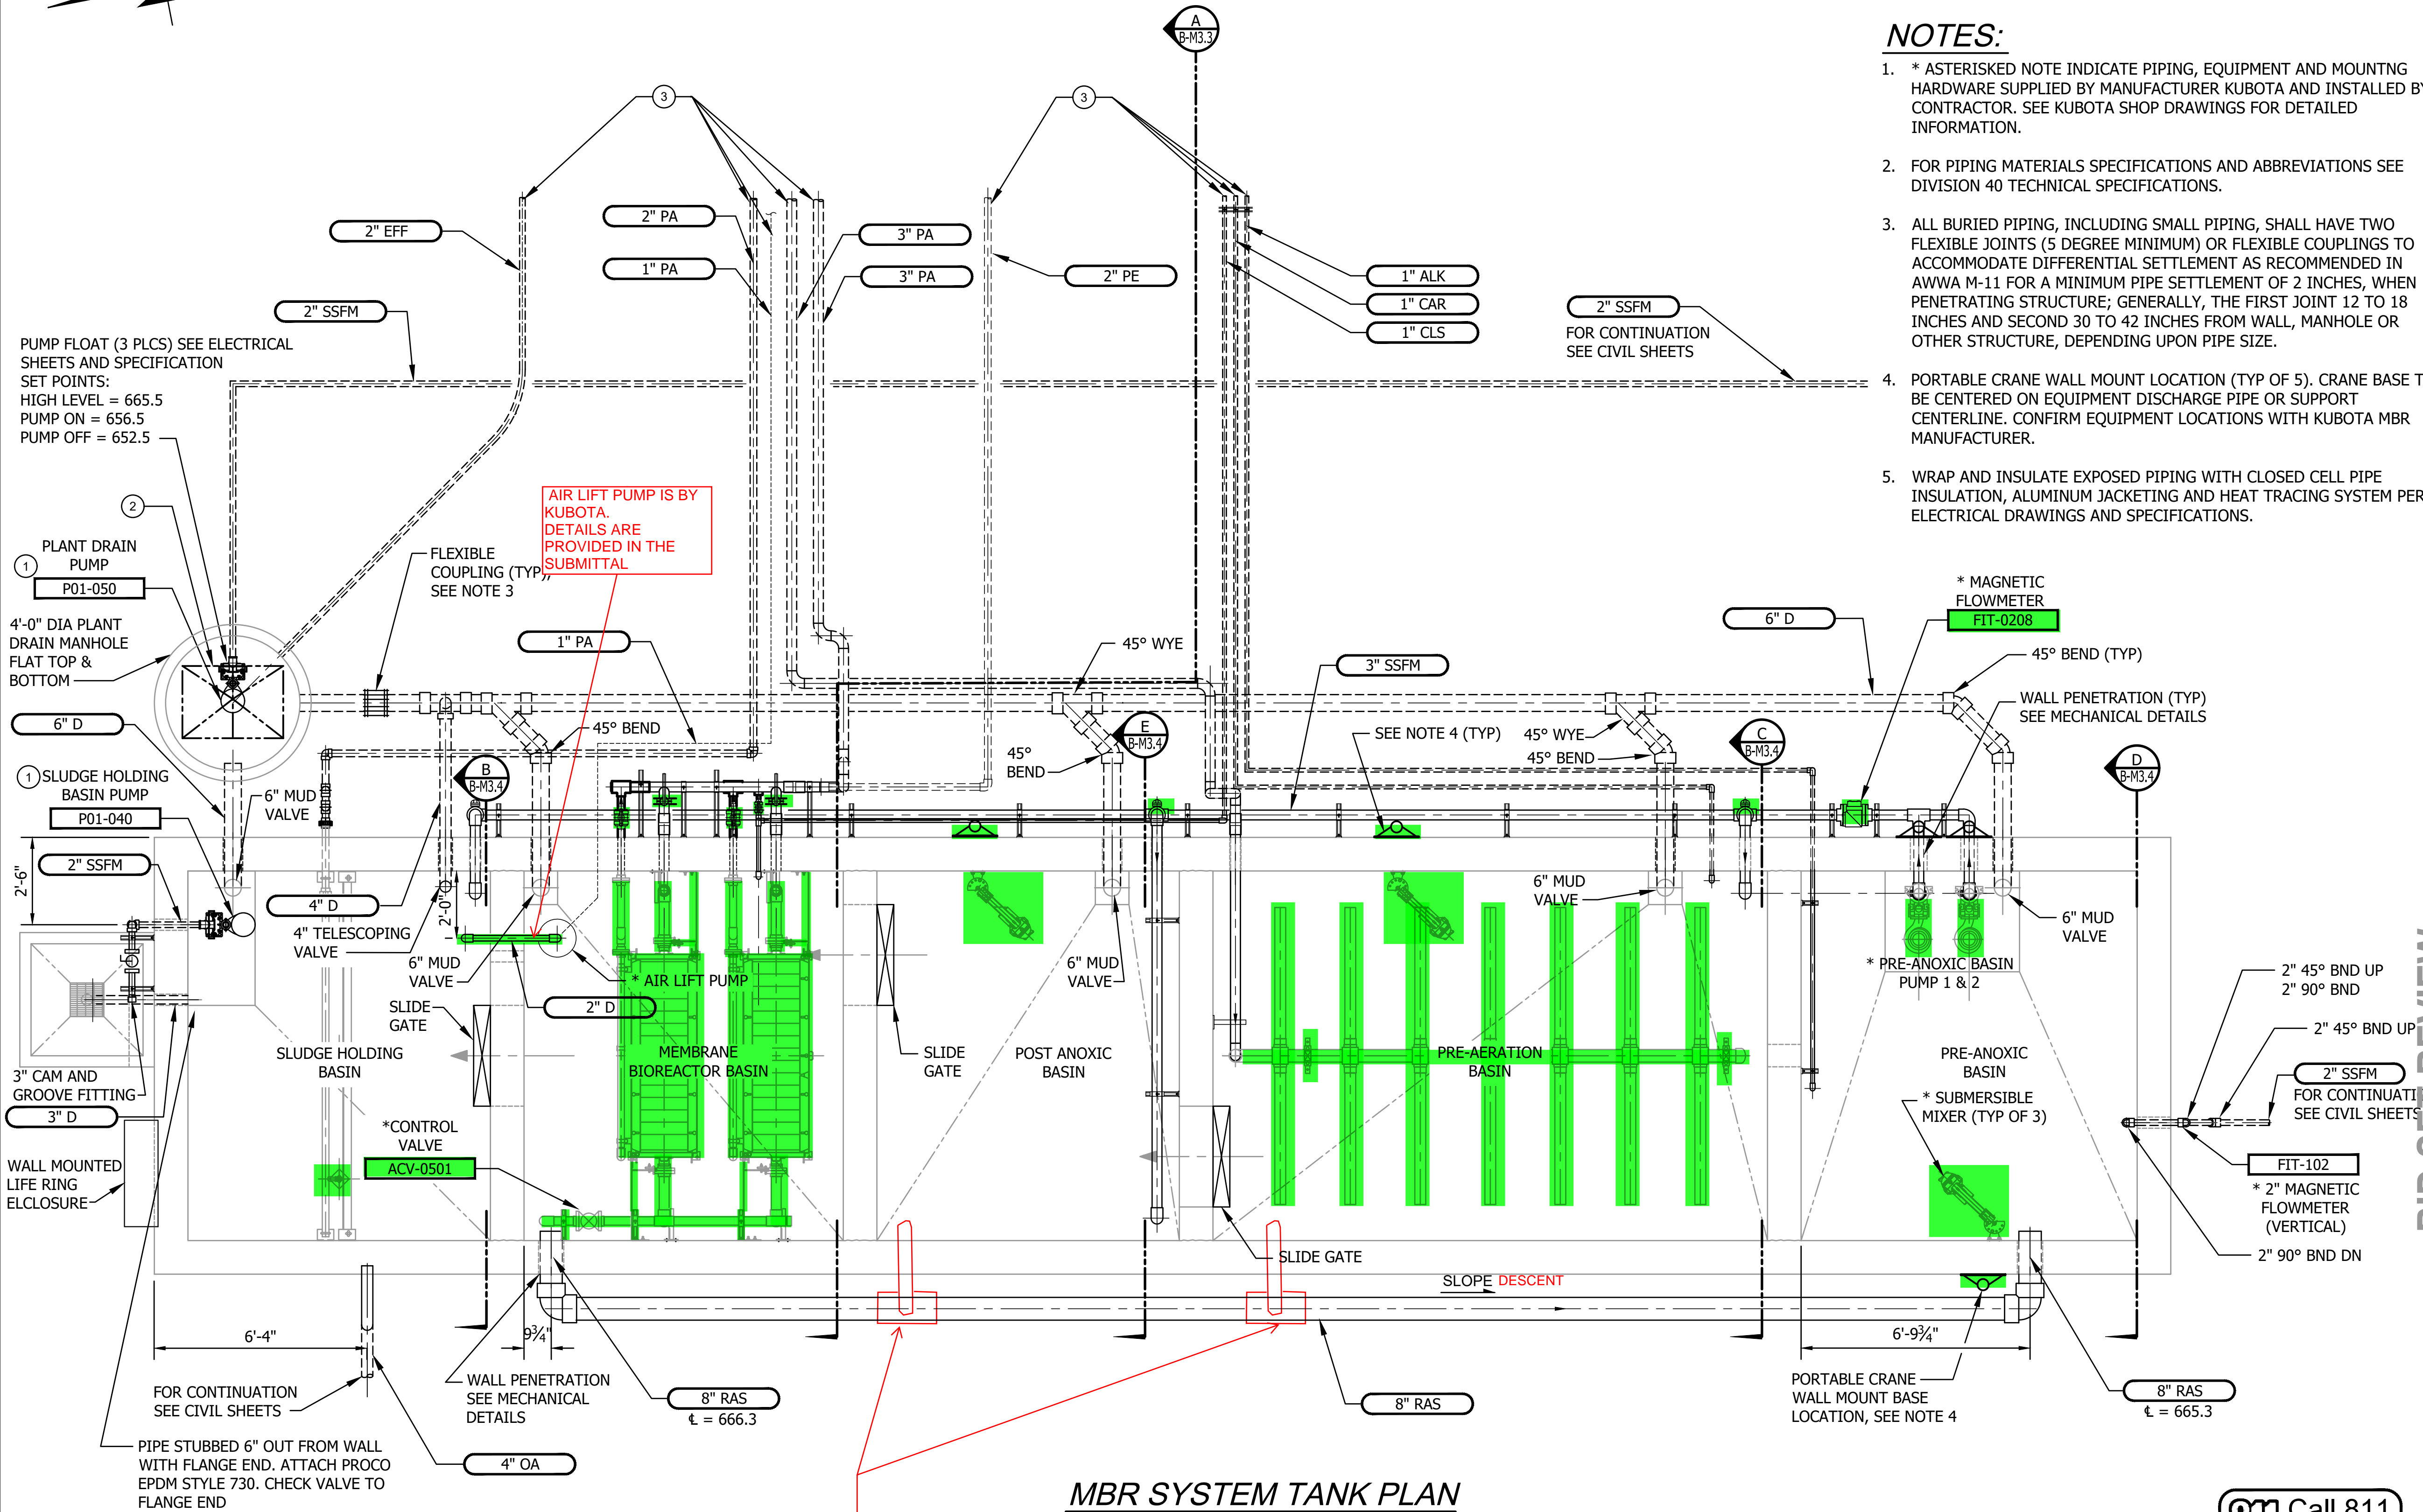 A
B-M3.3
NOTES:
1. * ASTERISKED NOTE INDICATE PIPING, EQUIPMENT AND MOUNTNG
HARDWARE SUPPLIED BY MANUFACTURER KUBOTA AND INSTALLED BY
CONTRACTOR. SEE KUBOTA SHOP DRAWINGS FOR DETAILED
INFORMATION.
2. FOR PIPING MATERIALS SPECIFICATIONS AND ABBREVIATIONS SEE
DIVISION 40 TECHNICAL SPECIFICATIONS.
3. ALL BURIED PIPING, INCLUDING SMALL PIPING, SHALL HAVE TWO
FLEXIBLE JOINTS (5 DEGREE MINIMUM) OR FLEXIBLE COUPLINGS TO
ACCOMMODATE DIFFERENTIAL SETTLEMENT AS RECOMMENDED IN
AWWA M-11 FOR A MINIMUM PIPE SETTLEMENT OF 2 INCHES, WHEN
PENETRATING STRUCTURE; GENERALLY, THE FIRST JOINT 12 TO 18
INCHES AND SECOND 30 TO 42 INCHES FROM WALL, MANHOLE OR
OTHER STRUCTURE, DEPENDING UPON PIPE SIZE.
4. PORTABLE CRANE WALL MOUNT LOCATION (TYP OF 5). CRANE BASE T
BE CENTERED ON EQUIPMENT DISCHARGE PIPE OR SUPPORT
CENTERLINE. CONFIRM EQUIPMENT LOCATIONS WITH KUBOTA MBR
MANUFACTURER.
5. WRAP AND INSULATE EXPOSED PIPING WITH CLOSED CELL PIPE
INSULATION, ALUMINUM JACKETING AND HEAT TRACING SYSTEM PER
ELECTRICAL DRAWINGS AND SPECIFICATIONS.
3
3
2" EFF
2" PA
1" PA
3" PA
3" PA
2" PE
1" ALK
1" CAR
1" CLS
2" SSFM
2" SSFM
FOR CONTINUATION
SEE CIVIL SHEETS
PUMP FLOAT (3 PLCS) SEE ELECTRICAL
SHEETS AND SPECIFICATION
SET POINTS:
HIGH LEVEL = 665.5
PUMP ON = 656.5
PUMP OFF = 652.5
2
1
PLANT DRAIN
PUMP
P01-050
4'-0" DIA PLANT
DRAIN MANHOLE
FLAT TOP &
BOTTOM
FLEXIBLE
COUPLING (TYP),
SEE NOTE 3
AIR LIFT PUMP IS BY
KUBOTA.
DETAILS ARE
PROVIDED IN THE
SUBMITTAL
1" PA
45° WYE
3" SSFM
6" D
* MAGNETIC
FLOWMETER
FIT-0208
45° BEND (TYP)
WALL PENETRATION (TYP)
SEE MECHANICAL DETAILS
6" D
45° BEND
45°
BEND
E
B-M3.4
SEE NOTE 4 (TYP)
45° WYE
45° BEND
C
B-M3.4
D
B-M3.4
B
B-M3.4
1
SLUDGE HOLDING
BASIN PUMP
P01-040
6" MUD
VALVE
2'-6"
2" SSFM
4" D
2'-0"
4" TELESCOPING
VALVE
6" MUD
VALVE
* AIR LIFT PUMP
2" D
SLIDE
GATE
6" MUD
VALVE
6" MUD
VALVE
* PRE-ANOXIC BASIN
PUMP 1 & 2
6" MUD
VALVE
2" 45° BND UP
2" 90° BND
2" 45° BND UP
2" SSFM
FOR CONTINUATI
SEE CIVIL SHEETS
SLUDGE HOLDING
BASIN
MEMBRANE
BIOREACTOR BASIN
SLIDE
GATE
POST ANOXIC
BASIN
PRE-AERATION
BASIN
PRE-ANOXIC
BASIN
* SUBMERSIBLE
MIXER (TYP OF 3)
3" CAM AND
GROOVE FITTING
3" D
*CONTROL
VALVE
ACV-0501
WALL MOUNTED
LIFE RING
ELCLOSURE
FIT-102
* 2" MAGNETIC
FLOWMETER
(VERTICAL)
2" 90° BND DN
SLIDE GATE
SLOPE DESCENT
6'-4"
9¾"
6'-9¾"
FOR CONTINUATION
SEE CIVIL SHEETS
WALL PENETRATION
SEE MECHANICAL
DETAILS
8" RAS
℄ = 666.3
8" RAS
PORTABLE CRANE
WALL MOUNT BASE
LOCATION, SEE NOTE 4
8" RAS
℄ = 665.3
PIPE STUBBED 6" OUT FROM WALL
WITH FLANGE END. ATTACH PROCO
EPDM STYLE 730. CHECK VALVE TO
FLANGE END
4" OA
MBR SYSTEM TANK PLAN
Call 811